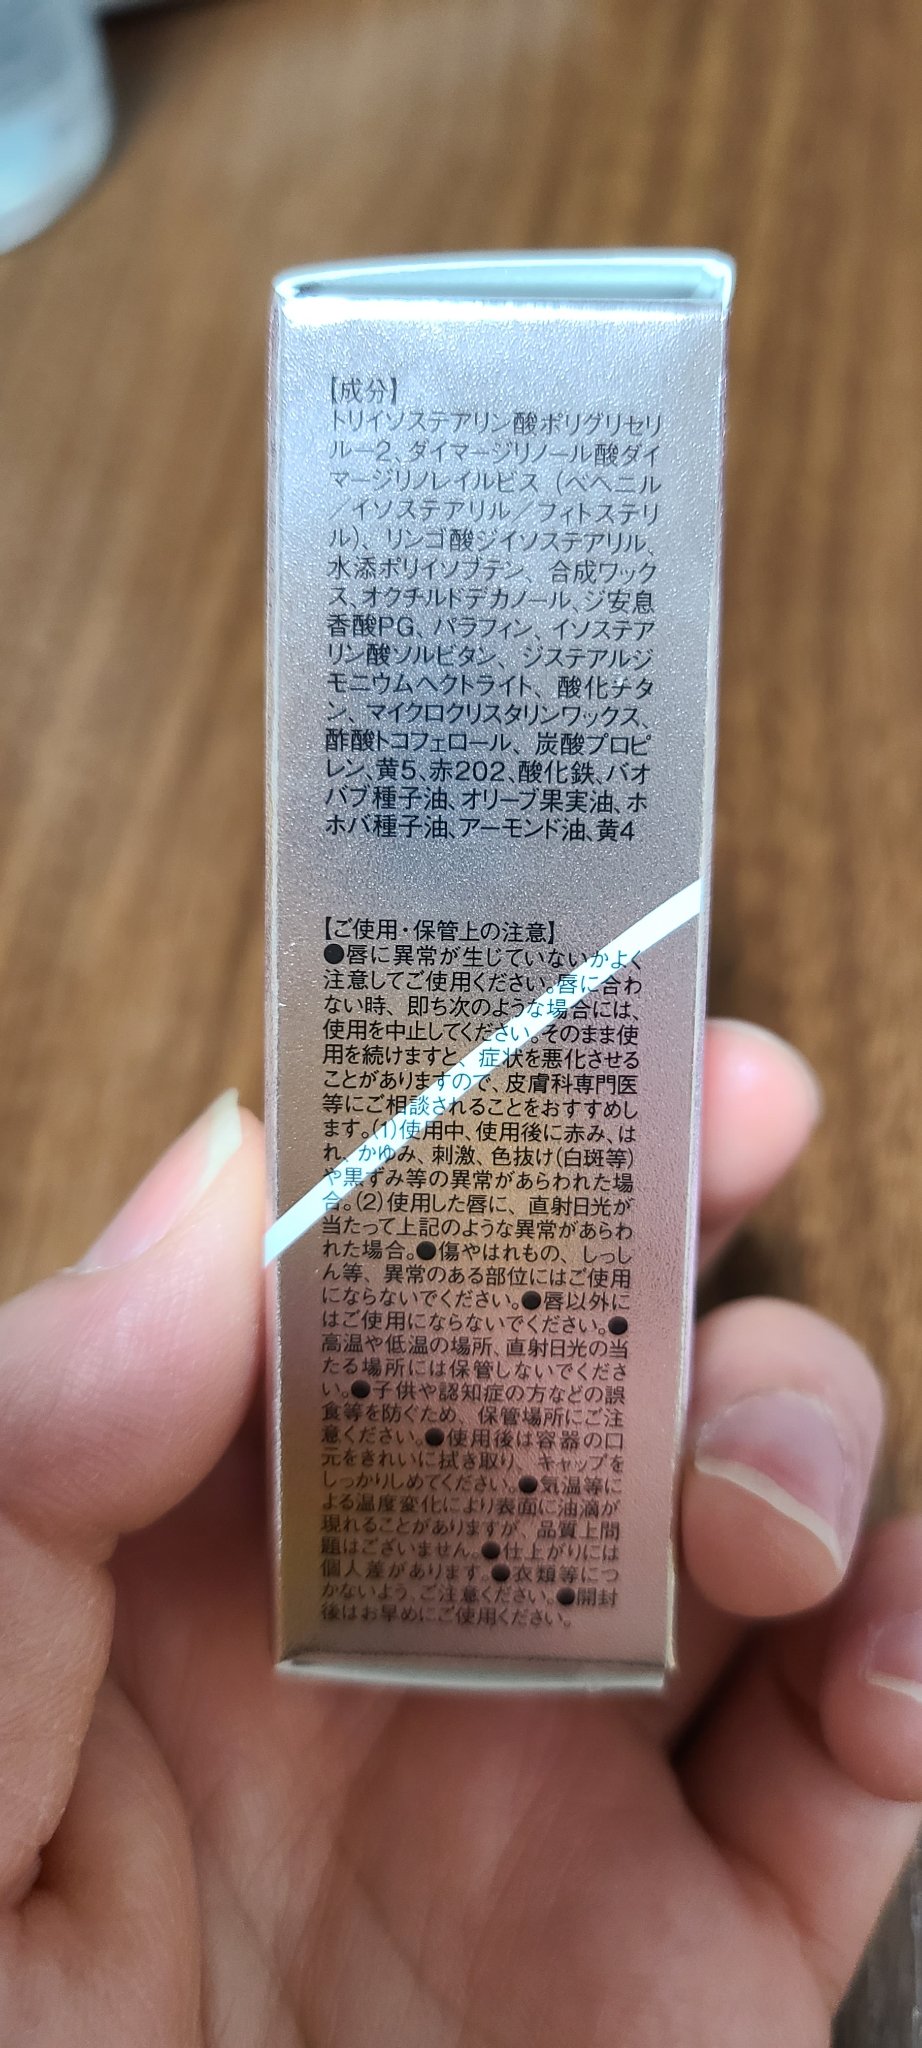 【成分】
トリイソステアリン酸ポリグリセリ
ル－2、ダイマージリノール酸ダイ
マージリノレイルビス（ベヘニル
／イソステアリル／フィトステリ
ル）、リンゴ酸ジイソステアリル、
水添ポリイソブテン、合成ワック
ス、オクチルドデカノール、ジ安息
香酸PG、パラフィン、イソステア
リン酸ソルビタン、ジステアルジ
モニウムヘクトライト、酸化チタ
ン、マイクロクリスタリンワックス、
酢酸トコフェロール、炭酸プロピ
レン、黄5、赤202、酸化鉄、バオ
バブ種子油、オリーブ果実油、ホ
ホバ種子油、アーモンド油、黄4
【ご使用・保管上の注意】
●唇に異常が生じていないかよく
注意してご使用ください。唇に合わ
ない時、即ち次のような場合には、
使用を中止してください。そのまま使
用を続けますと、症状を悪化させる
ことがありますので、皮膚科専門医
等にご相談されることをおすすめし
ます。(1)使用中、使用後に赤み、は
れ、かゆみ、刺激、色抜け(白斑等)
や黒ずみ等の異常があらわれた場
合。(2)使用した唇に、直射日光が
当たって上記のような異常があらわ
れた場合。●傷やはれもの、しっし
ん等、異常のある部位にはご使用
にならないでください。●唇以外に
はご使用にならないでください。●
高温や低温の場所、直射日光の当
たる場所には保管しないでくださ
い。●子供や認知症の方などの誤
食等を防ぐため、保管場所にご注
意ください。●使用後は容器の口
元をきれいに拭き取り、キャップを
しっかりしめてください。●気温等に
よる温度変化により表面に油滴が
現れることがありますが、品質上問
題はございません。●仕上がりには
個人差があります。●衣類等につ
かないよう、ご注意ください。●開封
後はお早めにご使用ください。